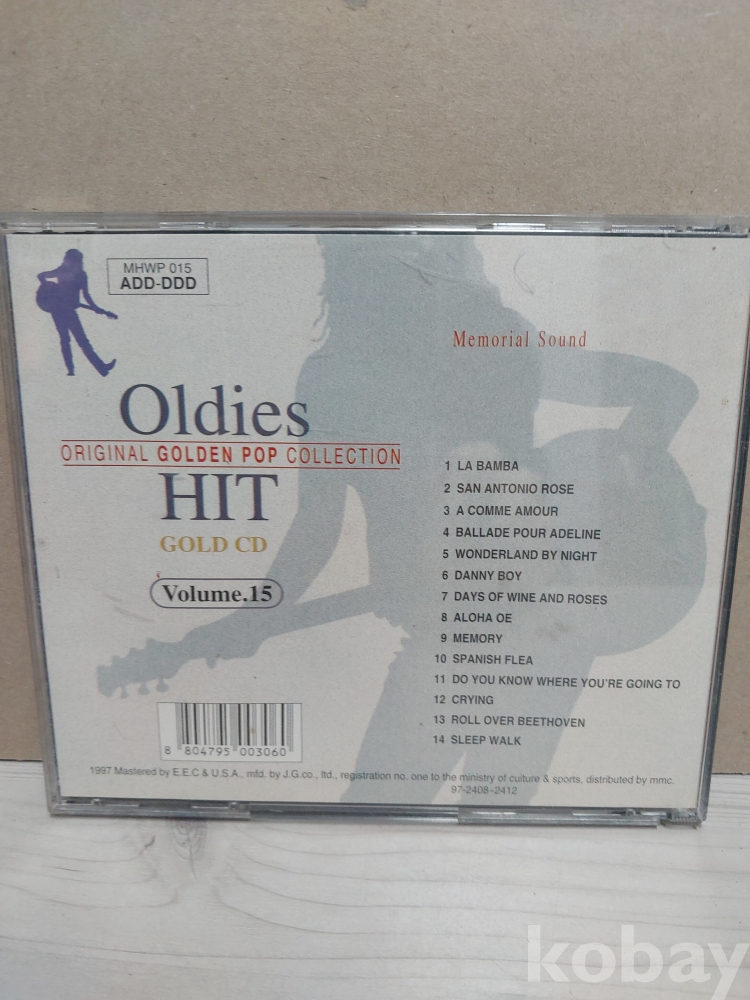 MHWP 015
ADD-DDD
Memorial Sound
Oldies
ORIGINAL GOLDEN POP COLLECTION
HIT
GOLD CD
Volume.15
1 LA BAMBA
2 SAN ANTONIO ROSE
3 A COMME AMOUR
4 BALLADE POUR ADELINE
5 WONDERLAND BY NIGHT
6 DANNY BOY
7 DAYS OF WINE AND ROSES
8 ALOHA OE
9 MEMORY
10 SPANISH FLEA
11 DO YOU KNOW WHERE YOU'RE GOING TO
12 CRYING
13 ROLL OVER BEETHOVEN
14 SLEEP WALK
8 804795 003060
1997 Mastered by E.E.C & U.S.A., mfd. by J.G.co., ltd., registration no. one to the ministry of culture & sports, distributed by mmc.
97-2408~2412
kobay